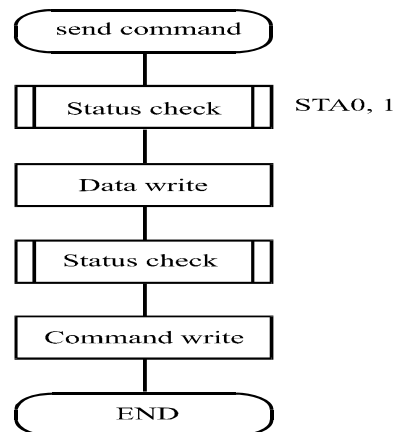 send command
Status check
STA0, 1
Data write
Status check
Command write
END